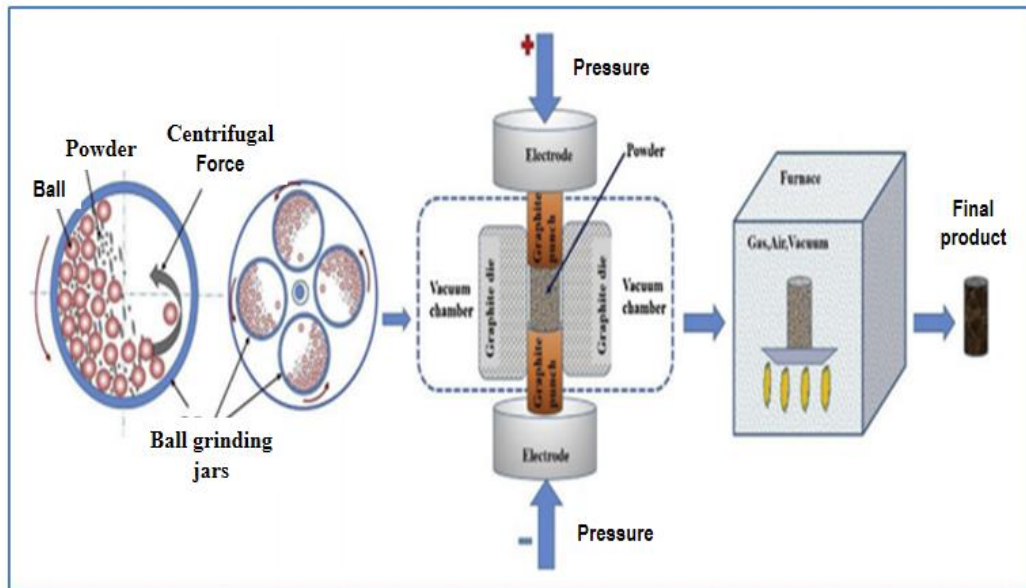 Powder
Ball
Centrifugal
Force
Ball grinding
jars
+
Pressure
Electrode
Powder
Graphite
punch
Vacuum
chamber
Graphite die
Graphite die
Vacuum
chamber
Graphite
punch
Electrode
–
Pressure
Furnace
Gas,Air,Vacuum
Final
product